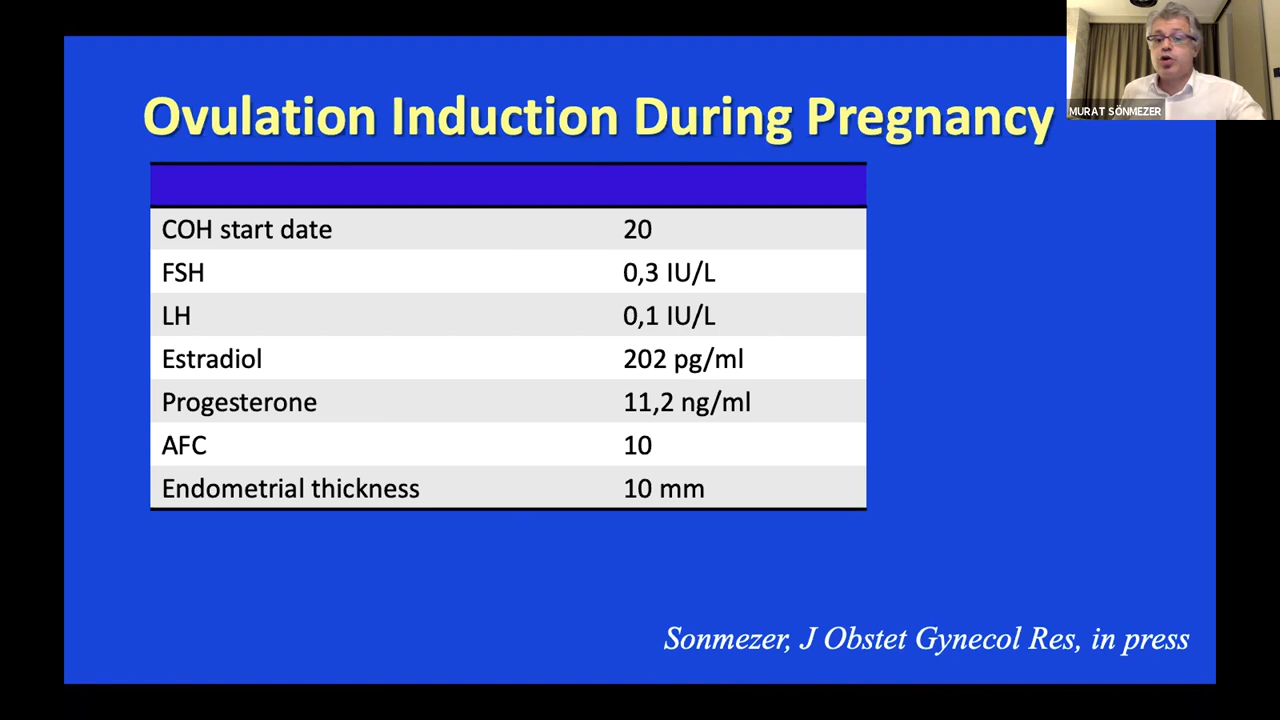 Ovulation Induction During Pregnancy
MURAT SÖNMEZER
COH start date 20
FSH 0,3 IU/L
LH 0,1 IU/L
Estradiol 202 pg/ml
Progesterone 11,2 ng/ml
AFC 10
Endometrial thickness 10 mm
Sonmezer, J Obstet Gynecol Res, in press